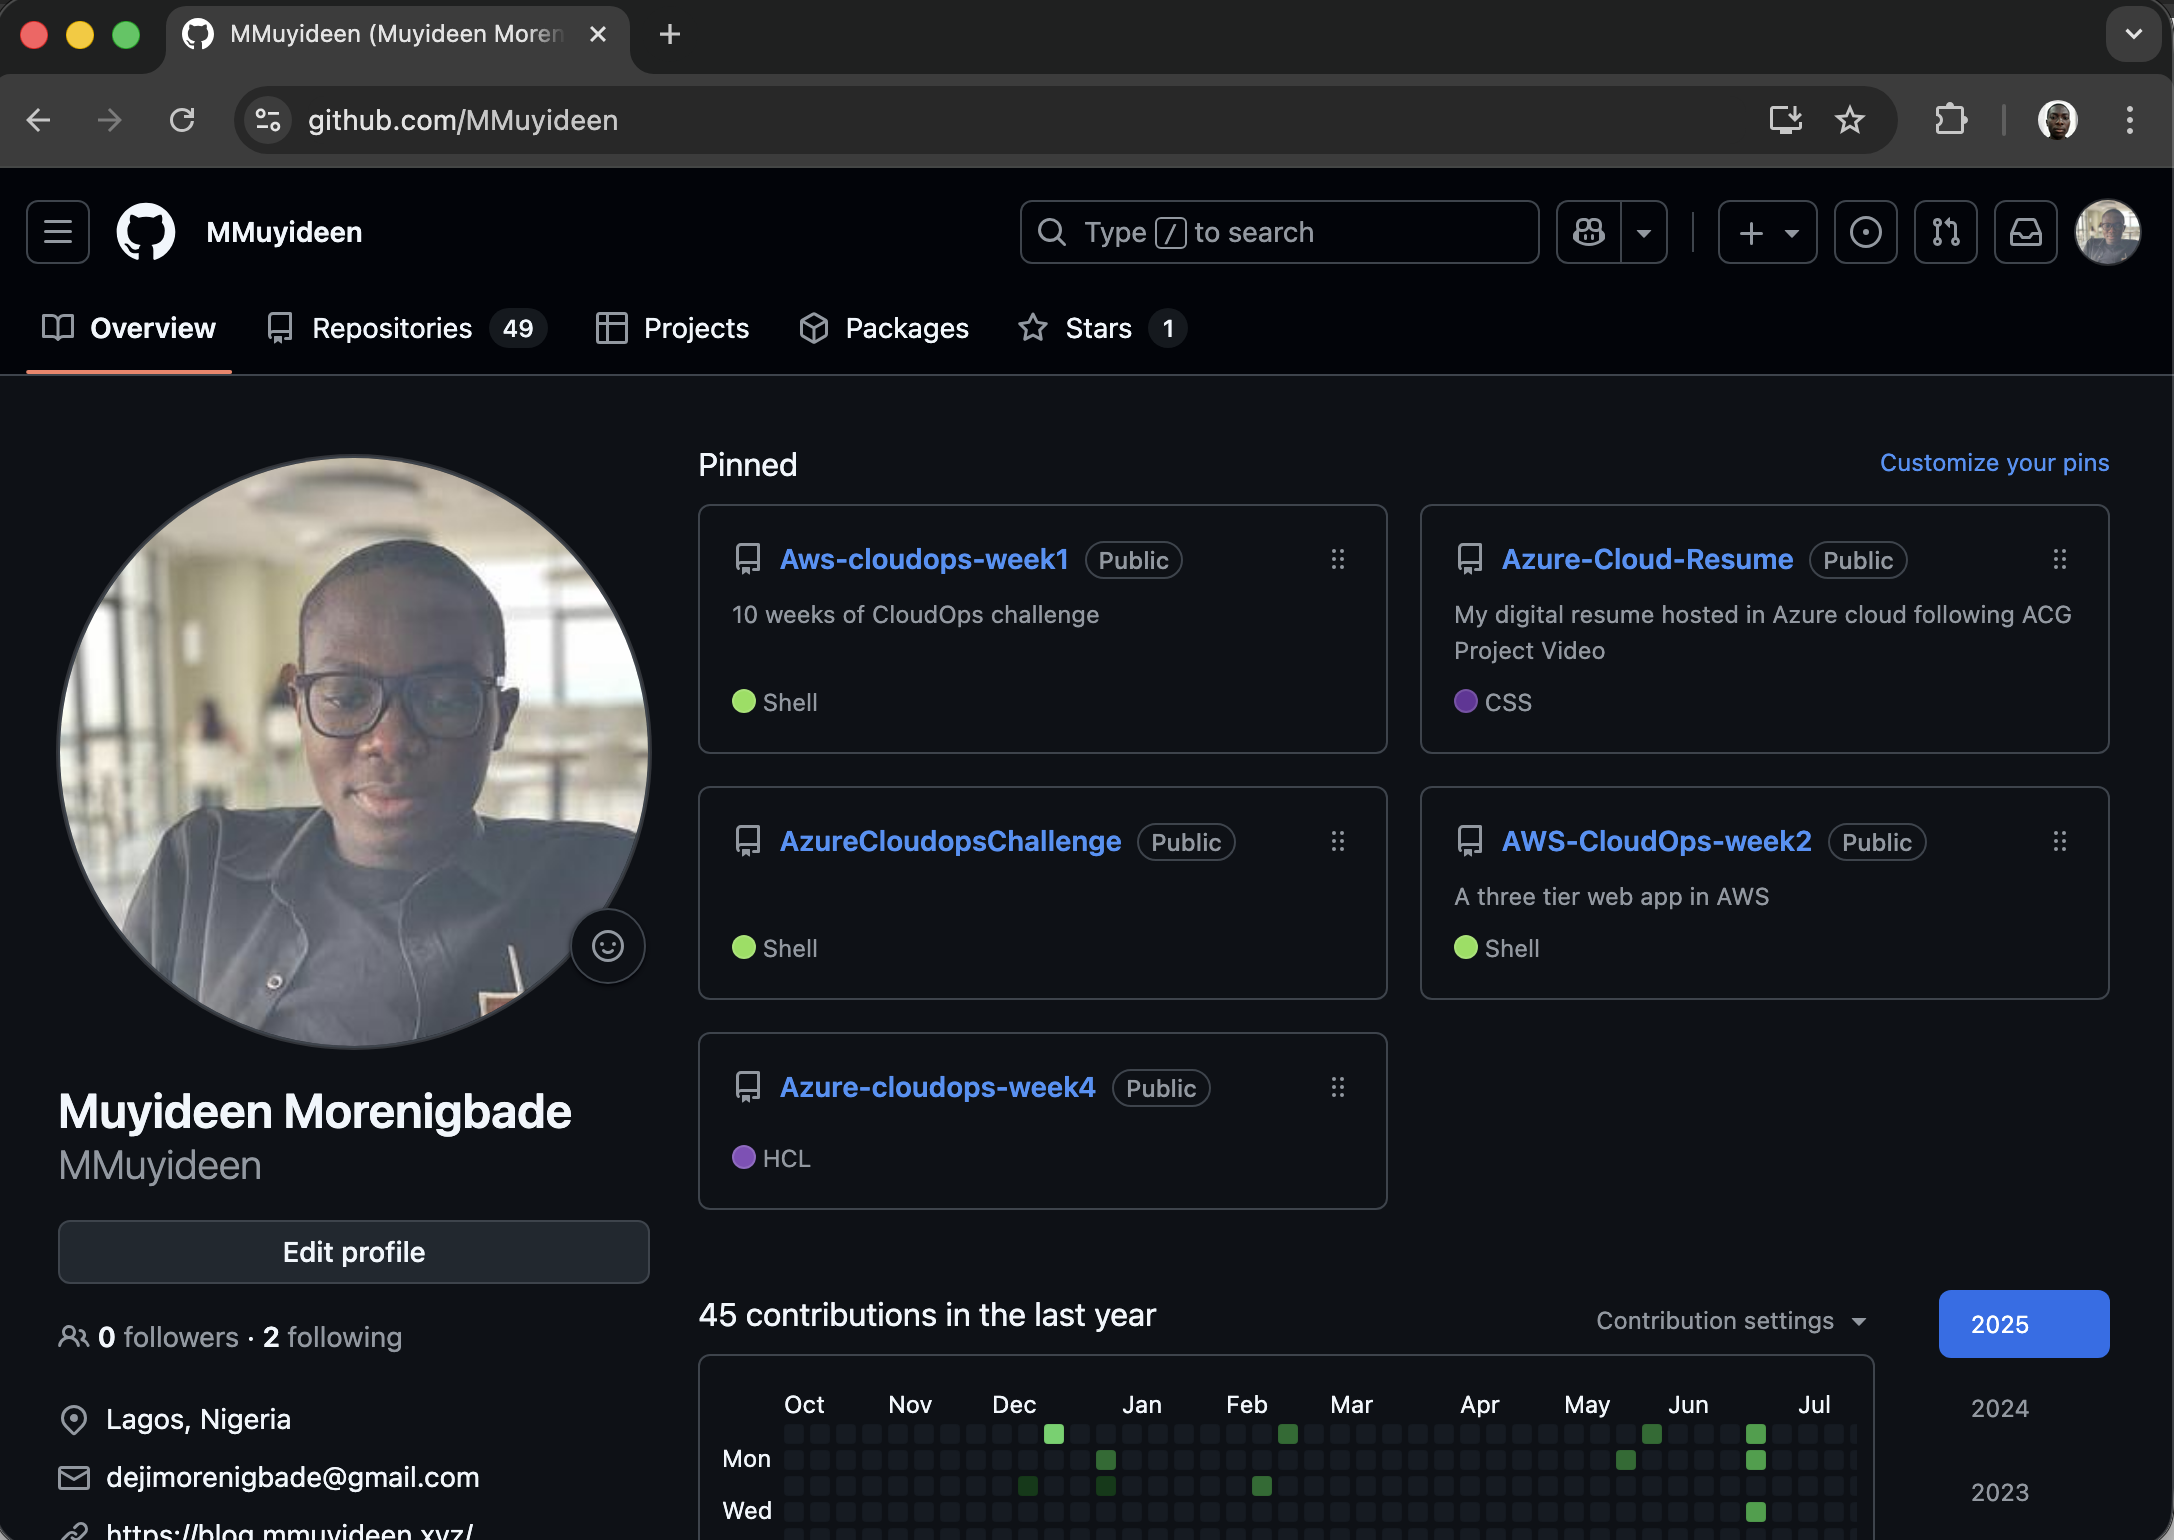 MMuyideen (Muyideen Moren
github.com/MMuyideen
MMuyideen
Type / to search
Overview
Repositories 49
Projects
Packages
Stars 1
Pinned
Customize your pins
Aws-cloudops-week1 Public
10 weeks of CloudOps challenge
Shell
Azure-Cloud-Resume Public
My digital resume hosted in Azure cloud following ACG
Project Video
CSS
AzureCloudopsChallenge Public
Shell
AWS-CloudOps-week2 Public
A three tier web app in AWS
Shell
Azure-cloudops-week4 Public
HCL
Muyideen Morenigbade
MMuyideen
Edit profile
0 followers · 2 following
Lagos, Nigeria
dejimorenigbade@gmail.com
https://blog.mmuyideen.xyz/
45 contributions in the last year
Contribution settings
2025
2024
2023
Oct Nov Dec Jan Feb Mar Apr May Jun Jul
Mon
Wed